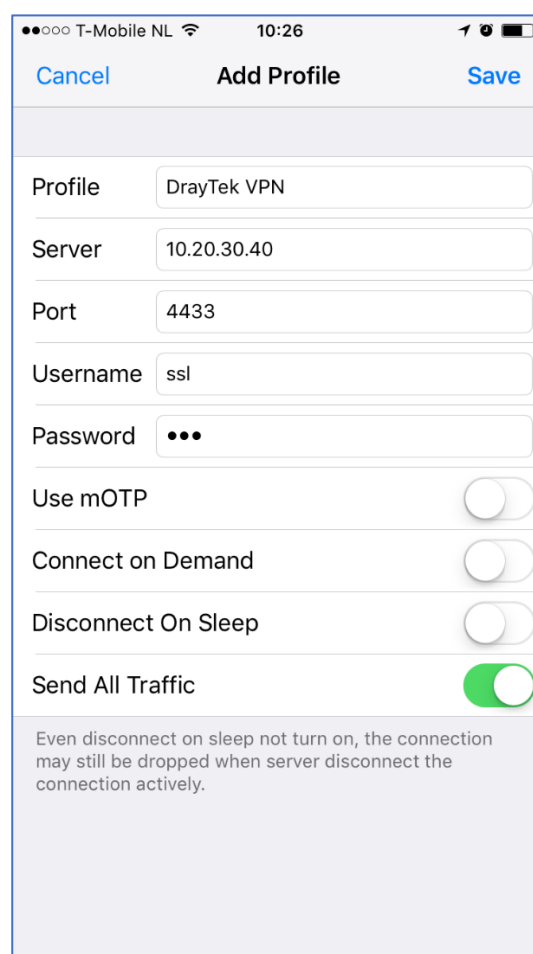 ●●○○○ T-Mobile NL 10:26
Cancel Add Profile Save
Profile DrayTek VPN
Server 10.20.30.40
Port 4433
Username ssl
Password •••
Use mOTP
Connect on Demand
Disconnect On Sleep
Send All Traffic
Even disconnect on sleep not turn on, the connection
may still be dropped when server disconnect the
connection actively.